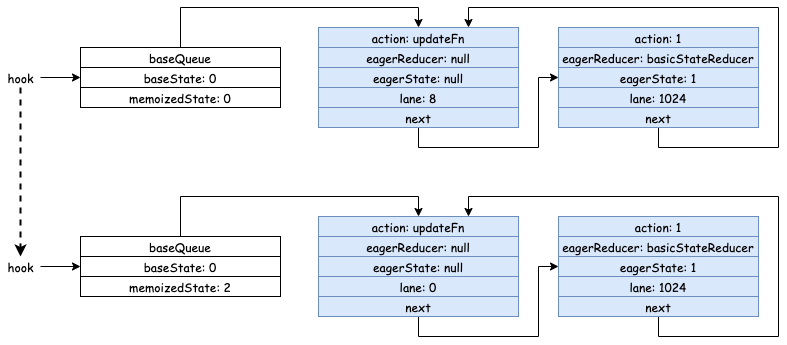 hook
baseQueue
baseState: 0
memoizedState: 0
action: updateFn
eagerReducer: null
eagerState: null
lane: 8
next
action: 1
eagerReducer: basicStateReducer
eagerState: 1
lane: 1024
next
hook
baseQueue
baseState: 0
memoizedState: 2
action: updateFn
eagerReducer: null
eagerState: null
lane: 0
next
action: 1
eagerReducer: basicStateReducer
eagerState: 1
lane: 1024
next